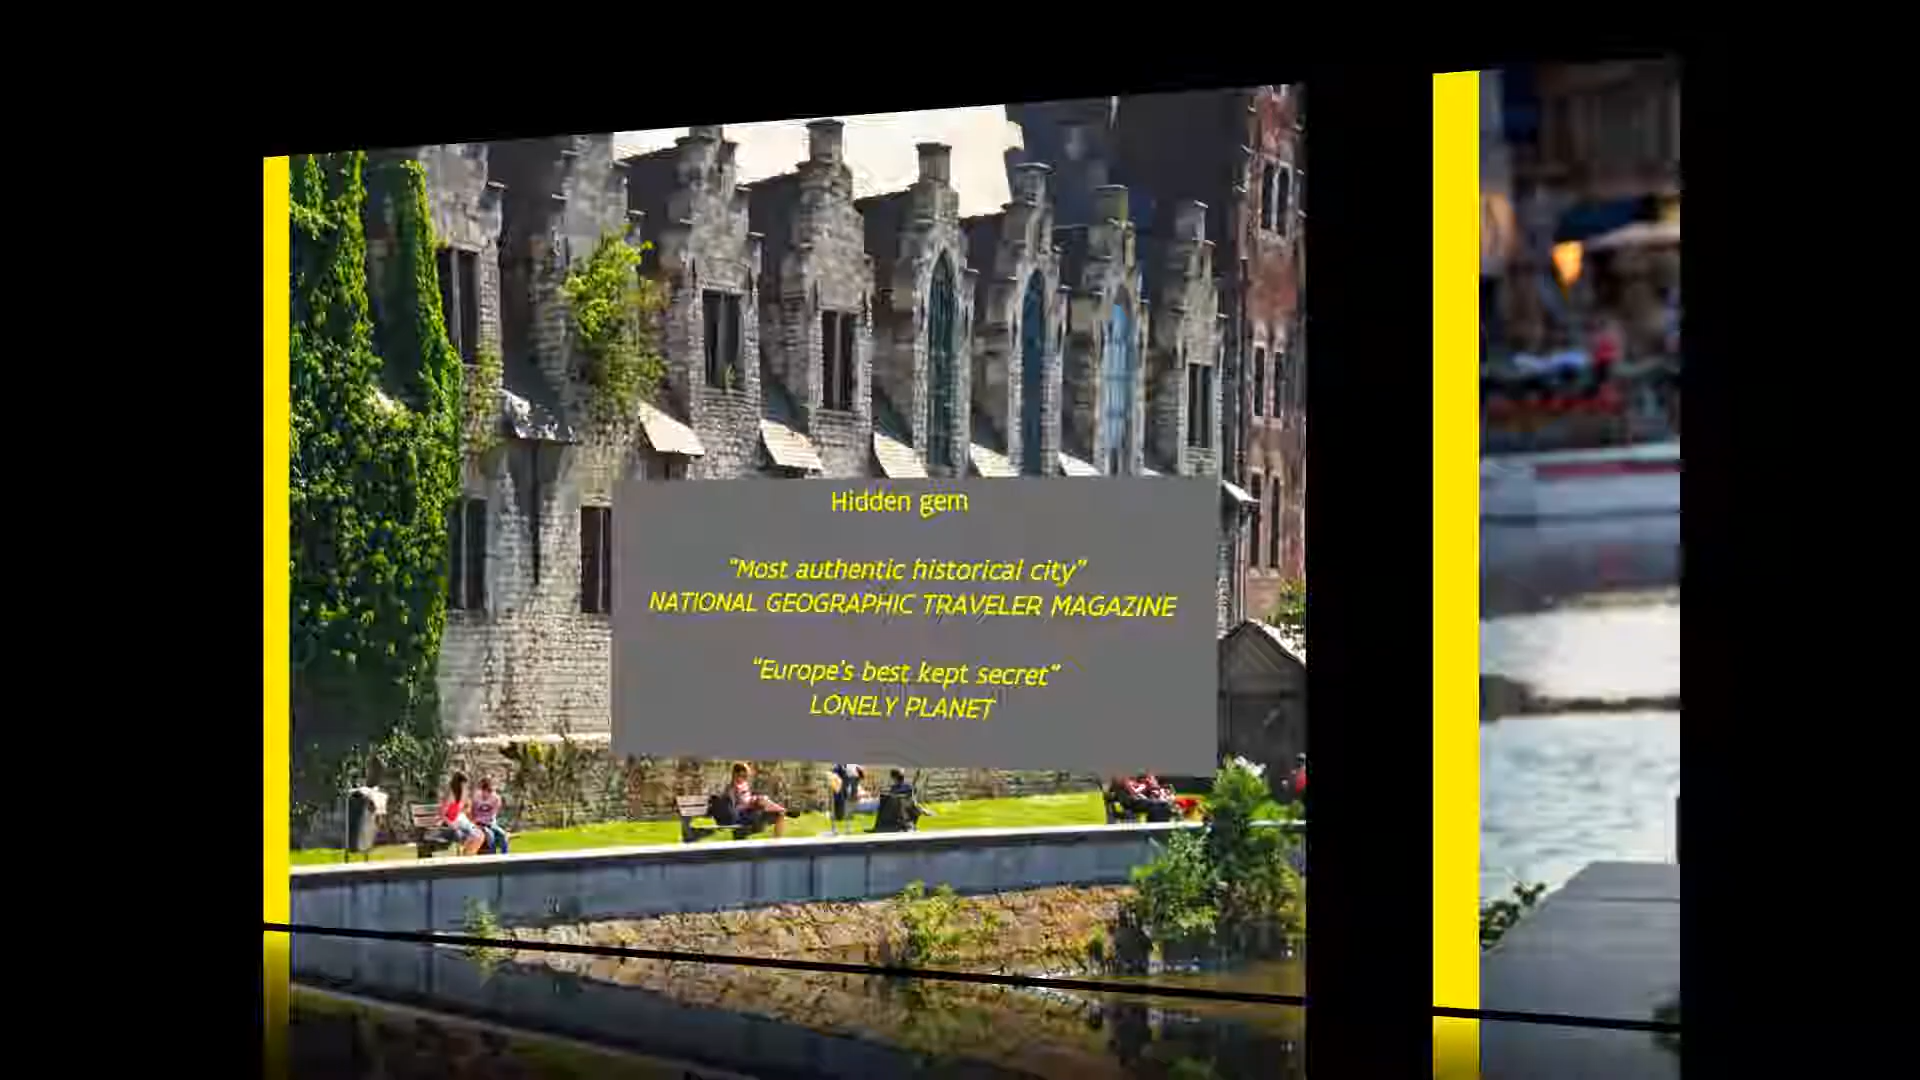 Hidden gem
"Most authentic historical city"
NATIONAL GEOGRAPHIC TRAVELER MAGAZINE
"Europe's best kept secret"
LONELY PLANET